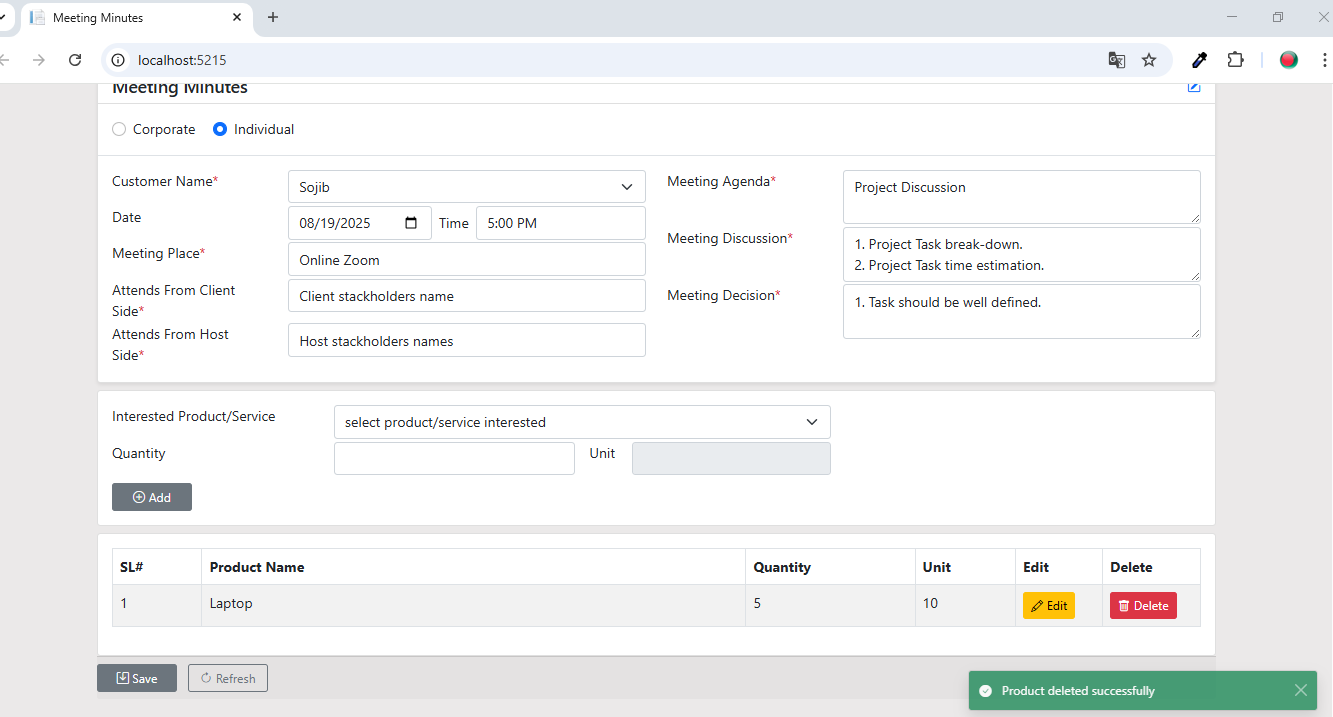 Meeting Minutes
localhost:5215
Meeting Minutes
Corporate Individual
Customer Name* Sojib
Date 08/19/2025 Time 5:00 PM
Meeting Place* Online Zoom
Attends From Client
Side*
Client stackholders name
Attends From Host
Side*
Host stackholders names
Meeting Agenda* Project Discussion
Meeting Discussion* 1. Project Task break-down.
2. Project Task time estimation.
Meeting Decision* 1. Task should be well defined.
Interested Product/Service select product/service interested
Quantity Unit
Add
SL# Product Name Quantity Unit Edit Delete
1 Laptop 5 10 Edit Delete
Save Refresh
Product deleted successfully